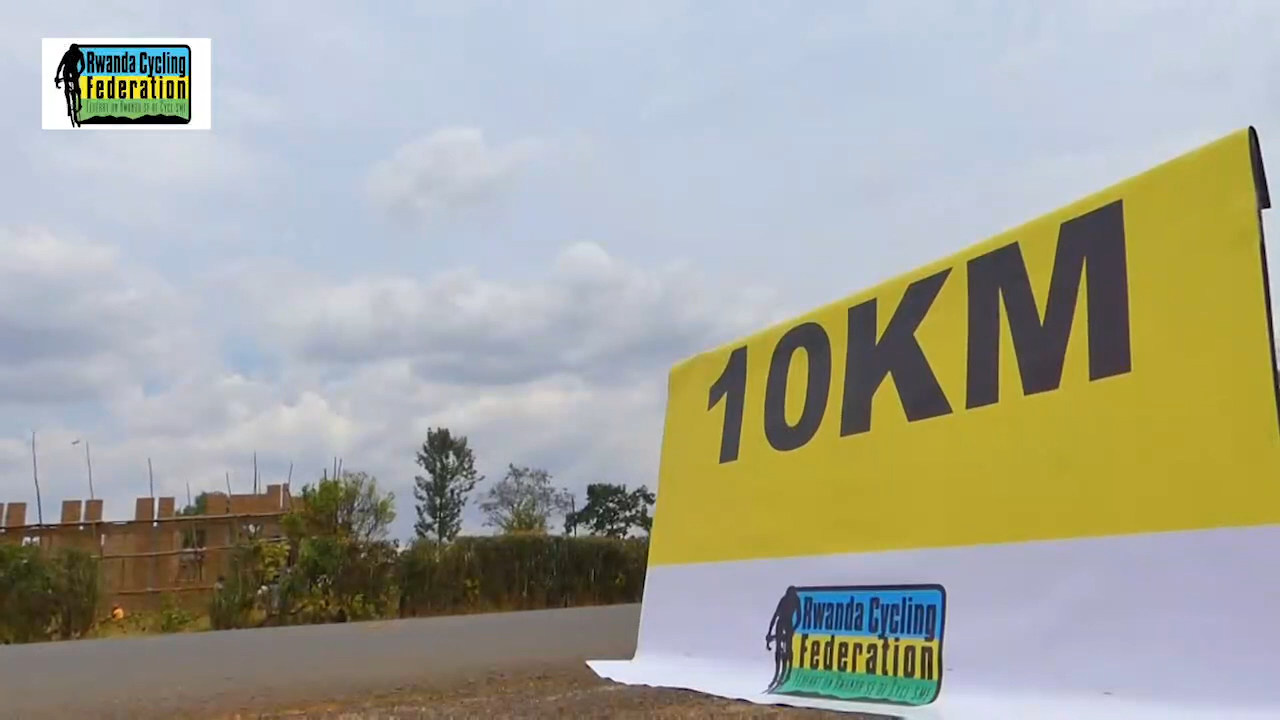 Rwanda Cycling
Federation
10KM
Rwanda Cycling
Federation